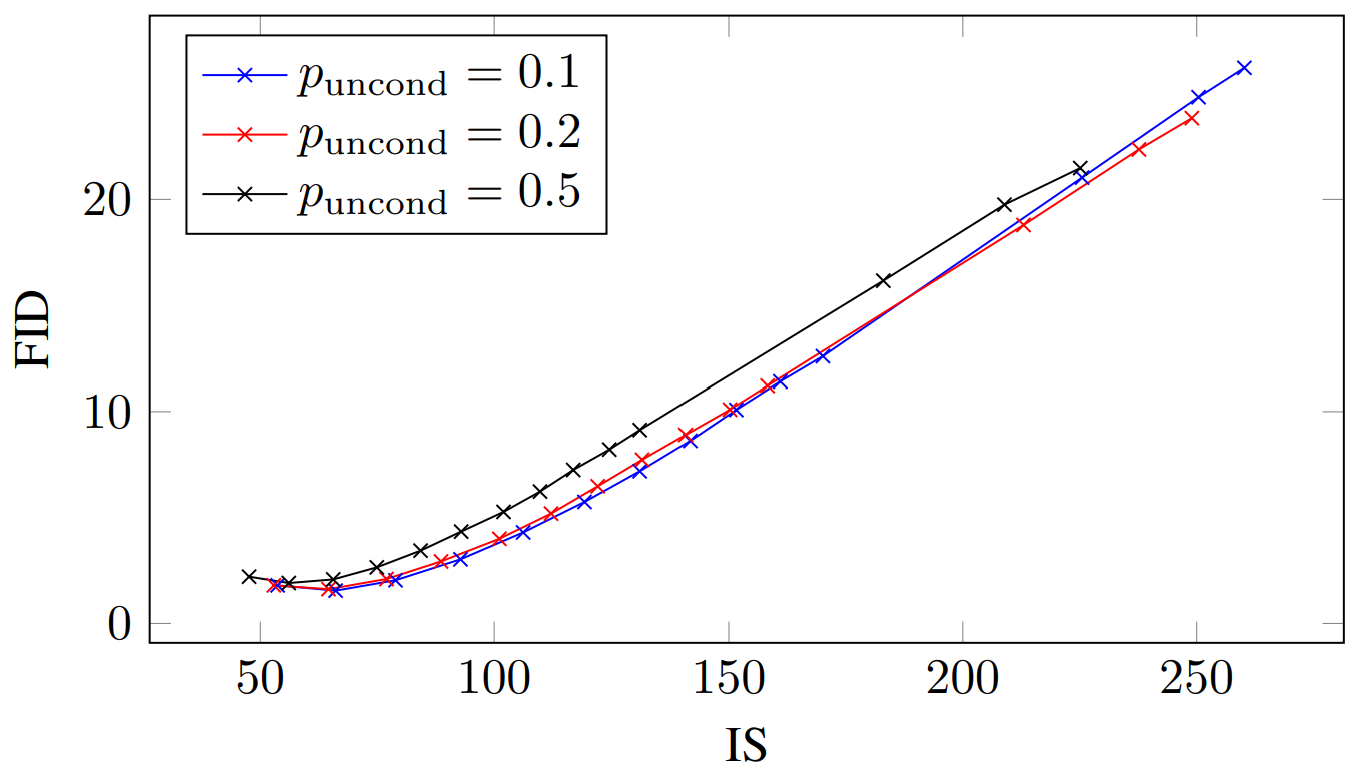 p_uncond = 0.1
p_uncond = 0.2
p_uncond = 0.5
20
10
0
FID
50 100 150 200 250
IS